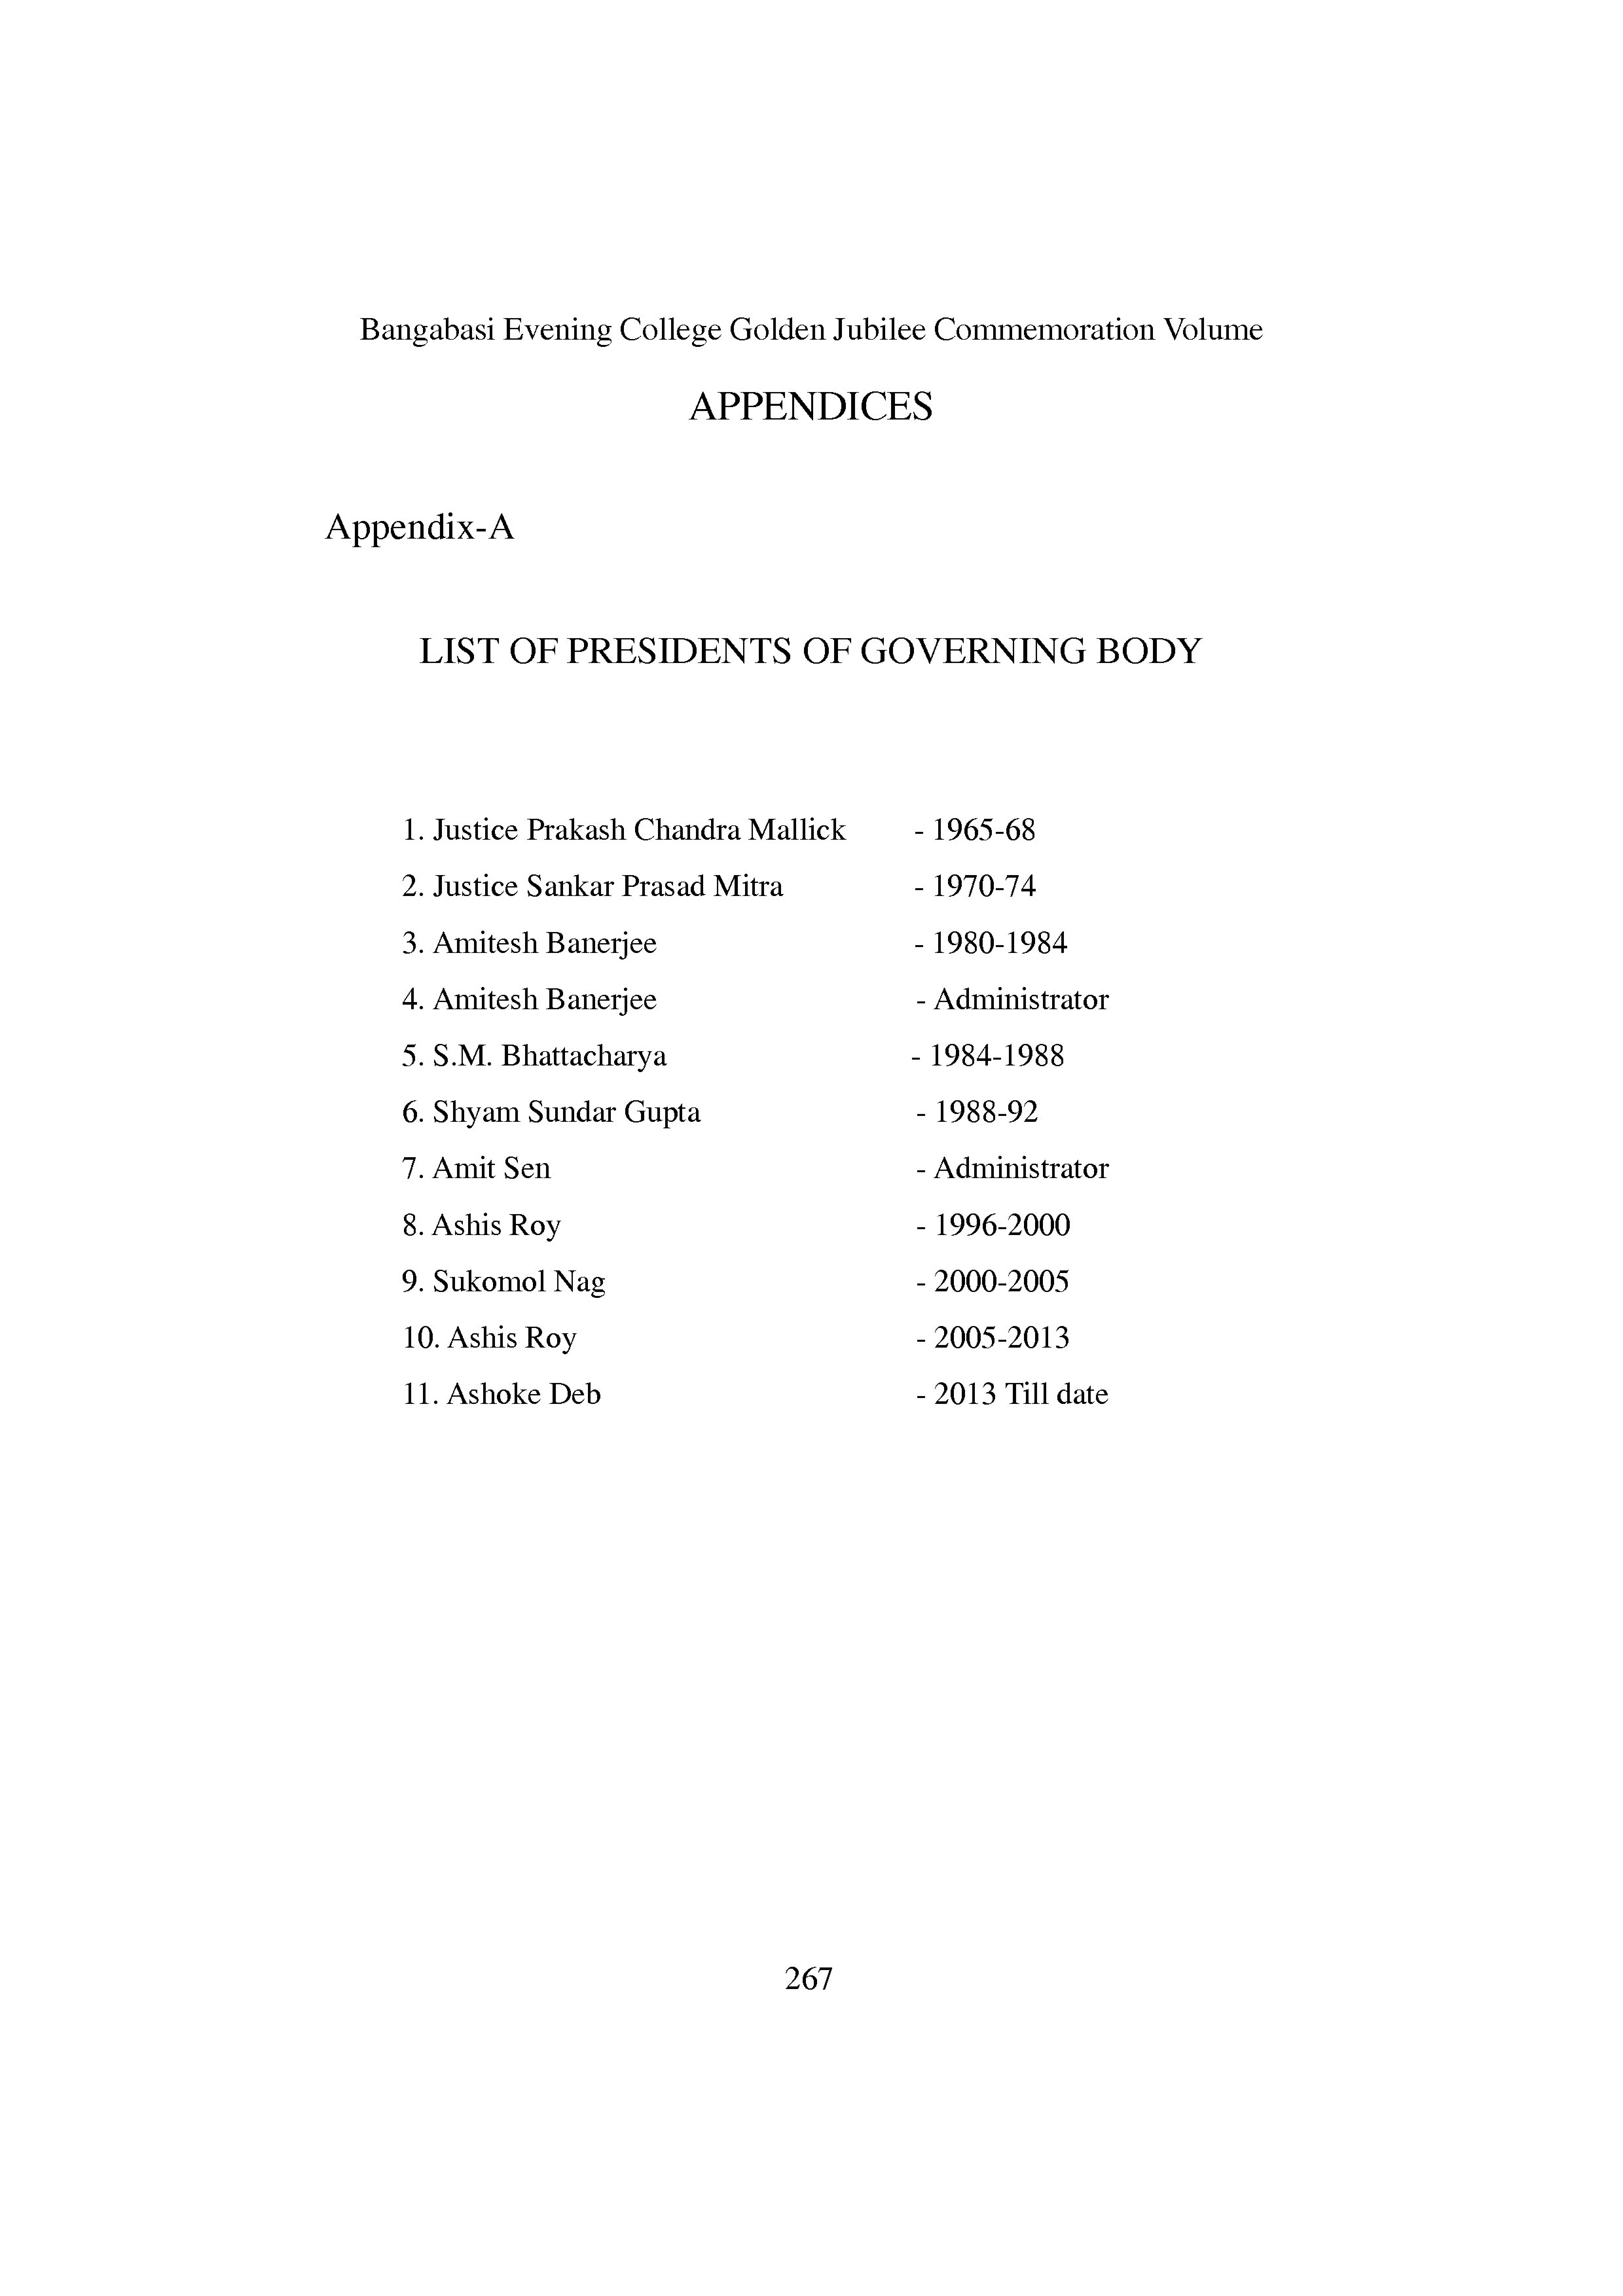 Bangabasi Evening College Golden Jubilee Commemoration Volume
APPENDICES
Appendix-A
LIST OF PRESIDENTS OF GOVERNING BODY
1. Justice Prakash Chandra Mallick - 1965-68
2. Justice Sankar Prasad Mitra - 1970-74
3. Amitesh Banerjee - 1980-1984
4. Amitesh Banerjee - Administrator
5. S.M. Bhattacharya - 1984-1988
6. Shyam Sundar Gupta - 1988-92
7. Amit Sen - Administrator
8. Ashis Roy - 1996-2000
9. Sukomol Nag - 2000-2005
10. Ashis Roy - 2005-2013
11. Ashoke Deb - 2013 Till date
267